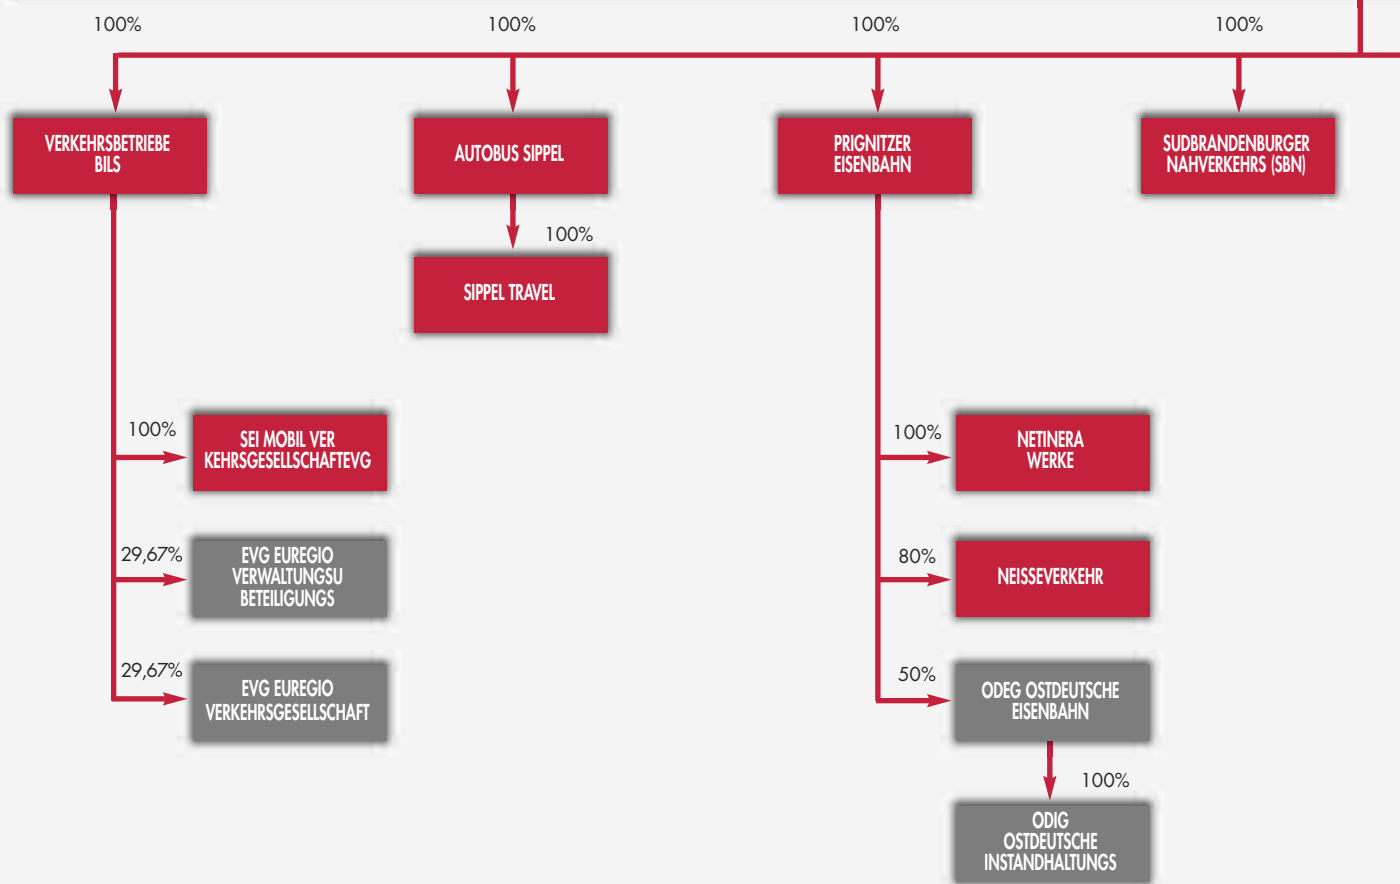 100%
100%
100%
100%
VERKEHRSBETRIEBE
BILS
AUTOBUS SIPPEL
PRIGNITZER
EISENBAHN
SUDBRANDENBURGER
NAHVERKEHRS (SBN)
100%
SIPPEL TRAVEL
100%
SEI MOBIL VER
KEHRSGESELLSCHAFTEVG
100%
NETINERA
WERKE
29,67%
EVG EUREGIO
VERWALTUNGSU
BETEILIGUNGS
80%
NEISSEVERKEHR
29,67%
EVG EUREGIO
VERKEHRSGESELLSCHAFT
50%
ODEG OSTDEUTSCHE
EISENBAHN
100%
ODIG
OSTDEUTSCHE
INSTANDHALTUNGS